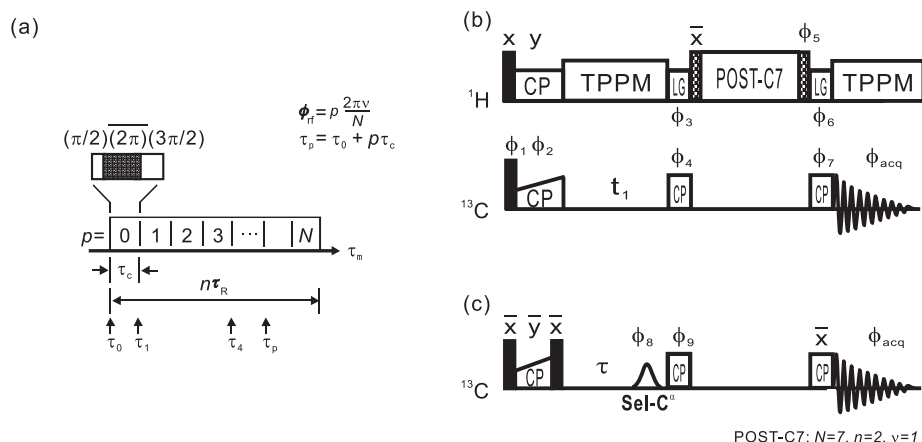 (a)
ϕrf = p 2πν/N
τp = τ0 + pτc
(π/2)(2π)(3π/2)
p= 0 1 2 3 ... N τm
τc
nτR
τ0 τ1 τ4 τp
(b)
x y x̅ ϕ5
CP TPPM LG POST-C7 LG TPPM
1H
ϕ3 ϕ6
ϕ1 ϕ2 ϕ4 ϕ7 ϕacq
CP t1 CP CP
13C
(c)
x̅ y̅ x̅ ϕ8 ϕ9 x̅ ϕacq
CP τ CP CP
13C
Sel-Cα
POST-C7: N=7, n=2, ν=1